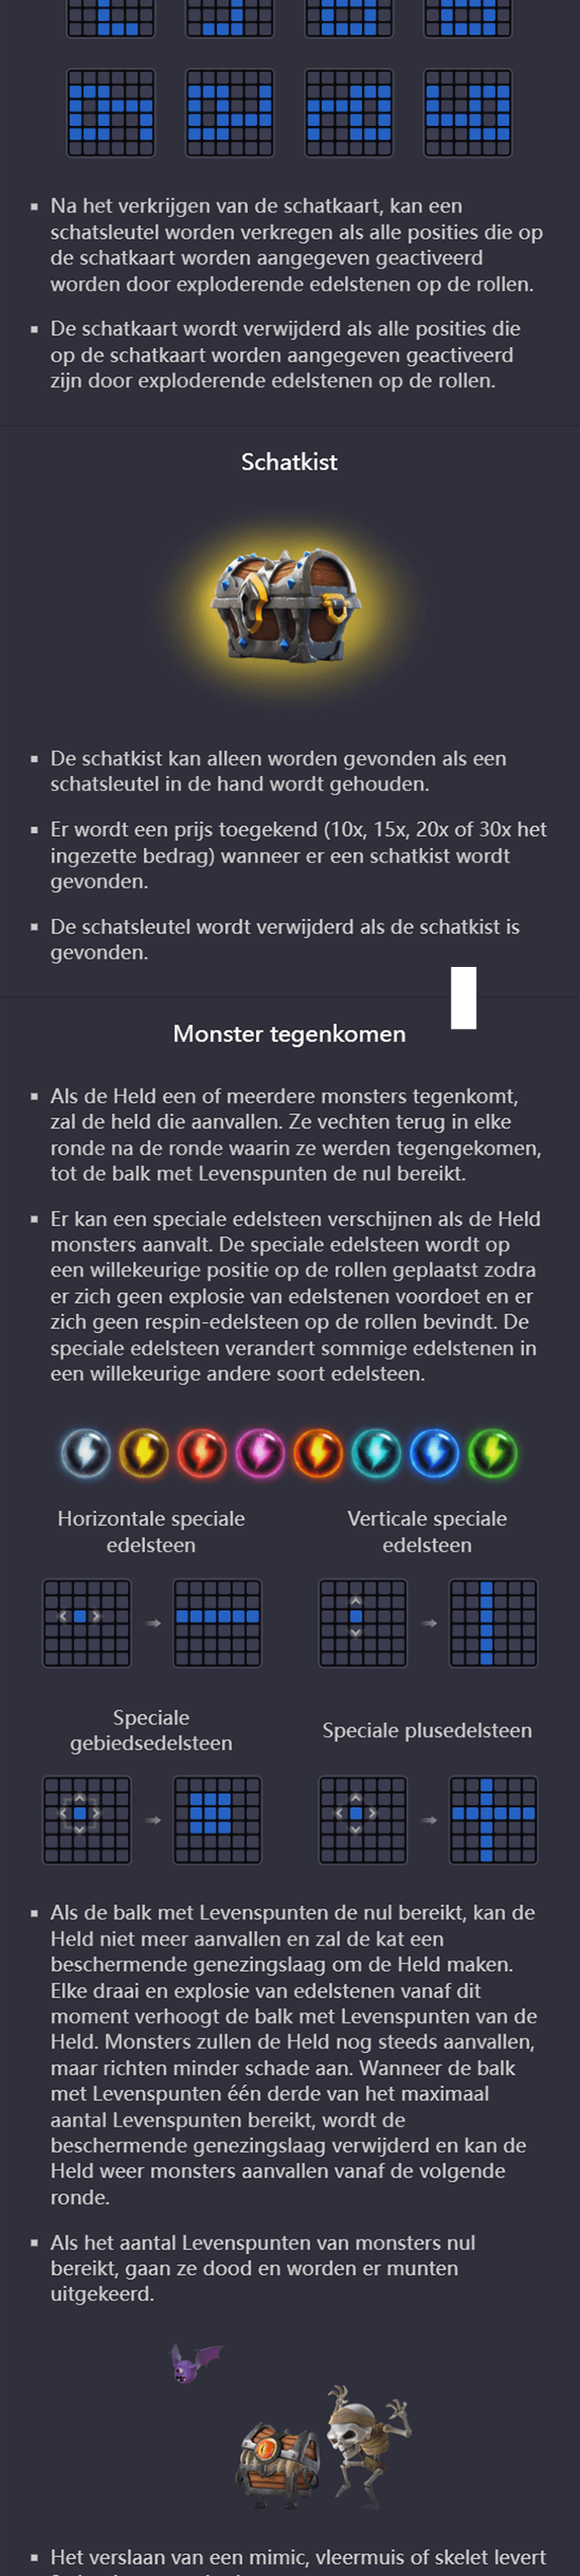 Na het verkrijgen van de schatkaart, kan een
schatsleutel worden verkregen als alle posities die op
de schatkaart worden aangegeven geactiveerd
worden door exploderende edelstenen op de rollen.
De schatkaart wordt verwijderd als alle posities die
op de schatkaart worden aangegeven geactiveerd
zijn door exploderende edelstenen op de rollen.
Schatkist
De schatkist kan alleen worden gevonden als een
schatsleutel in de hand wordt gehouden.
Er wordt een prijs toegekend (10x, 15x, 20x of 30x het
ingezette bedrag) wanneer er een schatkist wordt
gevonden.
De schatsleutel wordt verwijderd als de schatkist is
gevonden.
Monster tegenkomen
Als de Held een of meerdere monsters tegenkomt,
zal de held die aanvallen. Ze vechten terug in elke
ronde na de ronde waarin ze werden tegengekomen,
tot de balk met Levenspunten de nul bereikt.
Er kan een speciale edelsteen verschijnen als de Held
monsters aanvalt. De speciale edelsteen wordt op
een willekeurige positie op de rollen geplaatst zodra
er zich geen explosie van edelstenen voordoet en er
zich geen respin-edelsteen op de rollen bevindt. De
speciale edelsteen verandert sommige edelstenen in
een willekeurige andere soort edelsteen.
Horizontale speciale
edelsteen
Verticale speciale
edelsteen
Speciale
gebiedsedelsteen
Speciale plusedelsteen
Als de balk met Levenspunten de nul bereikt, kan de
Held niet meer aanvallen en zal de kat een
beschermende genezingslaag om de Held maken.
Elke draai en explosie van edelstenen vanaf dit
moment verhoogt de balk met Levenspunten van de
Held. Monsters zullen de Held nog steeds aanvallen,
maar richten minder schade aan. Wanneer de balk
met Levenspunten één derde van het maximaal
aantal Levenspunten bereikt, wordt de
beschermende genezingslaag verwijderd en kan de
Held weer monsters aanvallen vanaf de volgende
ronde.
Als het aantal Levenspunten van monsters nul
bereikt, gaan ze dood en worden er munten
uitgekeerd.
Het verslaan van een mimic, vleermuis of skelet levert